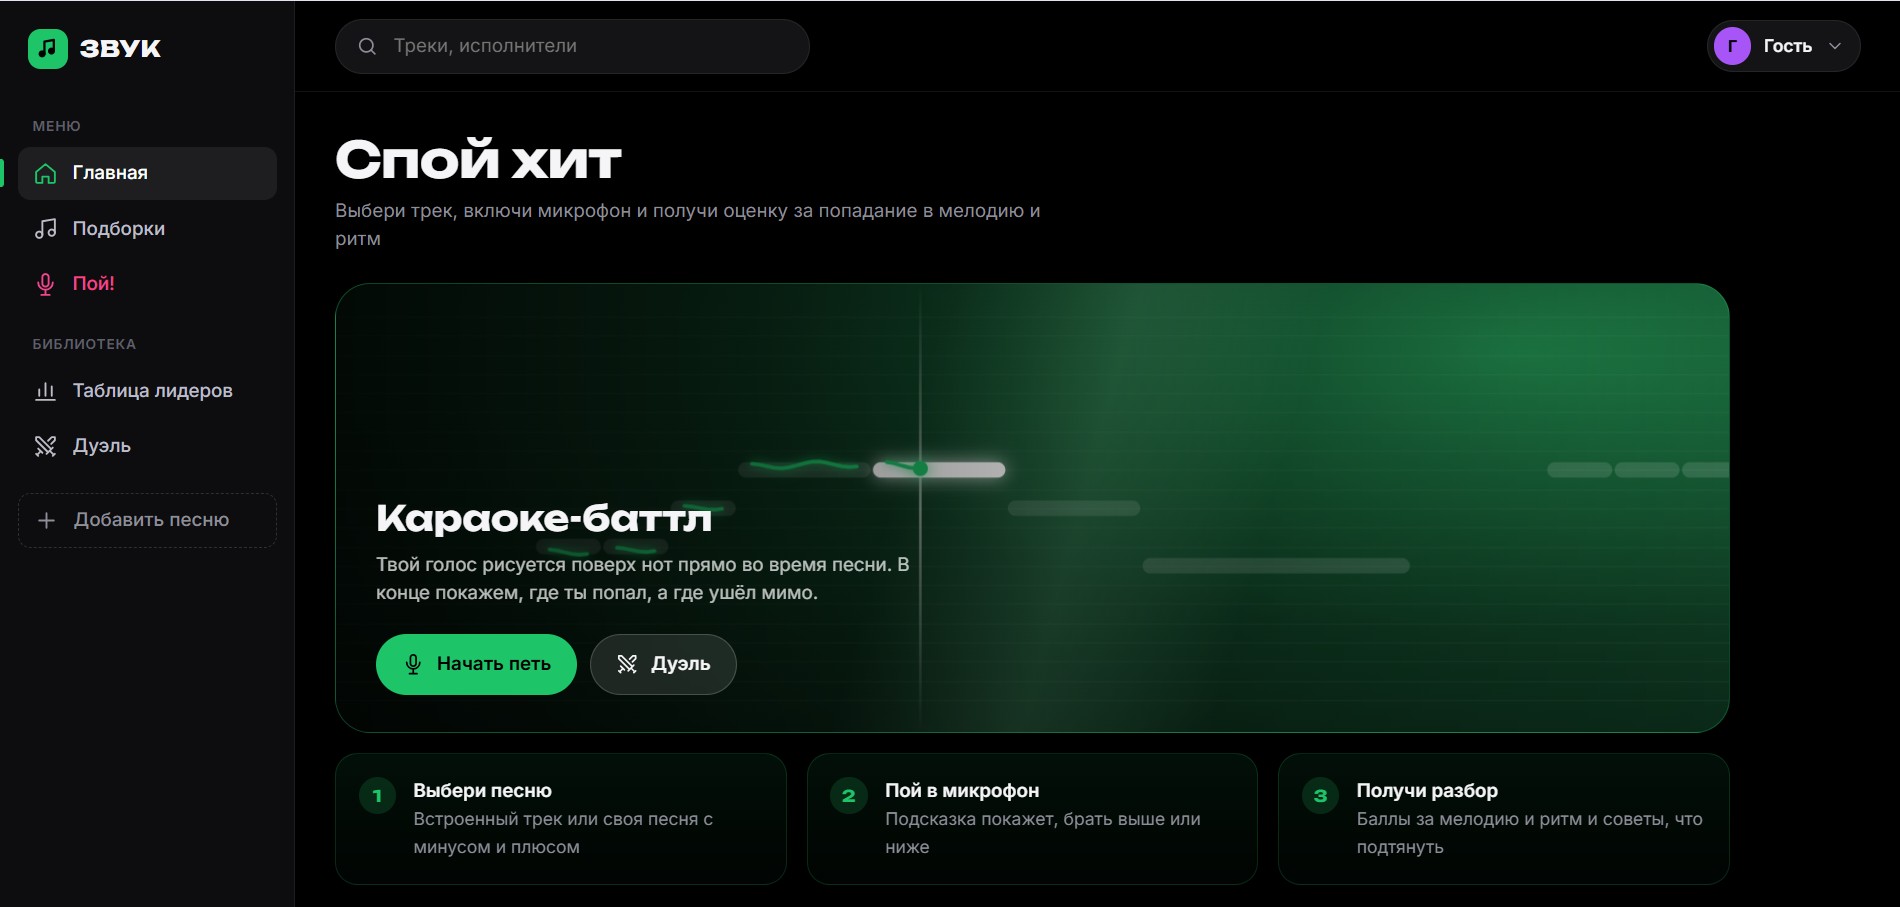 ЗВУК
Треки, исполнители
Г
Гость
МЕНЮ
Главная
Подборки
Пой!
БИБЛИОТЕКА
Таблица лидеров
Дуэль
Добавить песню
Спой хит
Выбери трек, включи микрофон и получи оценку за попадание в мелодию и
ритм
Караоке-баттл
Твой голос рисуется поверх нот прямо во время песни. В
конце покажем, где ты попал, а где ушёл мимо.
Начать петь
Дуэль
1
Выбери песню
Встроенный трек или своя песня с
минусом и плюсом
2
Пой в микрофон
Подсказка покажет, брать выше или
ниже
3
Получи разбор
Баллы за мелодию и ритм и советы, что
подтянуть